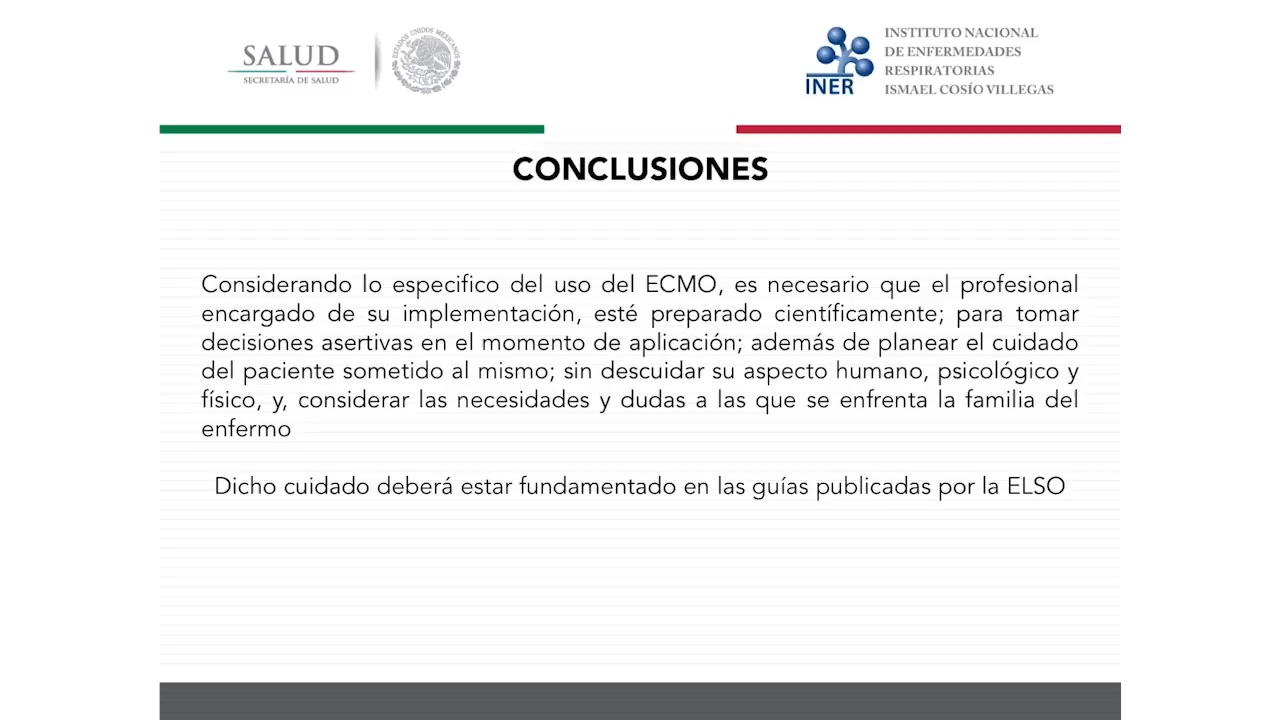 SALUD
SECRETARÍA DE SALUD
ESTADOS UNIDOS MEXICANOS
INER
INSTITUTO NACIONAL
DE ENFERMEDADES
RESPIRATORIAS
ISMAEL COSÍO VILLEGAS
CONCLUSIONES
Considerando lo especifico del uso del ECMO, es necesario que el profesional
encargado de su implementación, esté preparado científicamente; para tomar
decisiones asertivas en el momento de aplicación; además de planear el cuidado
del paciente sometido al mismo; sin descuidar su aspecto humano, psicológico y
físico, y, considerar las necesidades y dudas a las que se enfrenta la familia del
enfermo
Dicho cuidado deberá estar fundamentado en las guías publicadas por la ELSO